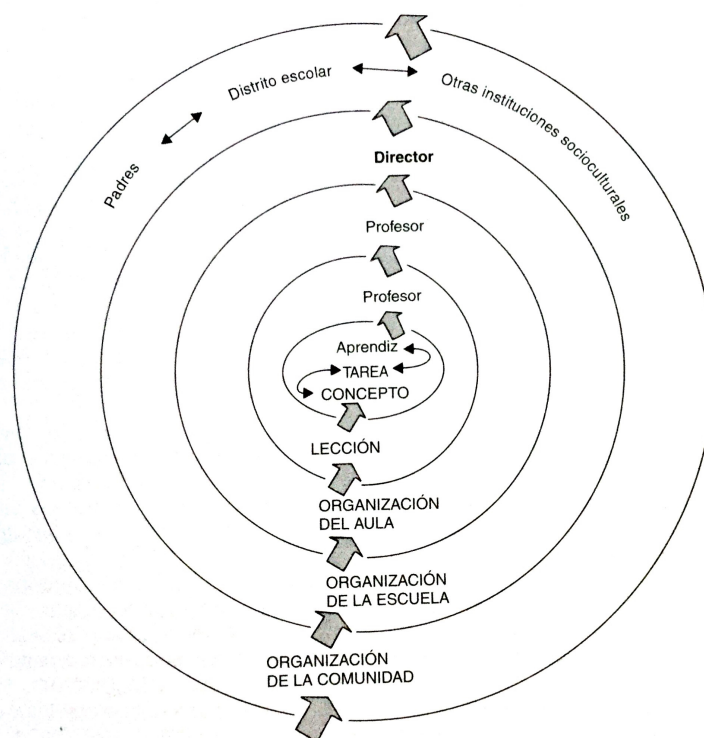 Distrito escolar
Otras instituciones socioculturales
Padres
Director
Profesor
Profesor
Aprendiz
TAREA
CONCEPTO
LECCIÓN
ORGANIZACIÓN
DEL AULA
ORGANIZACIÓN
DE LA ESCUELA
ORGANIZACIÓN
DE LA COMUNIDAD